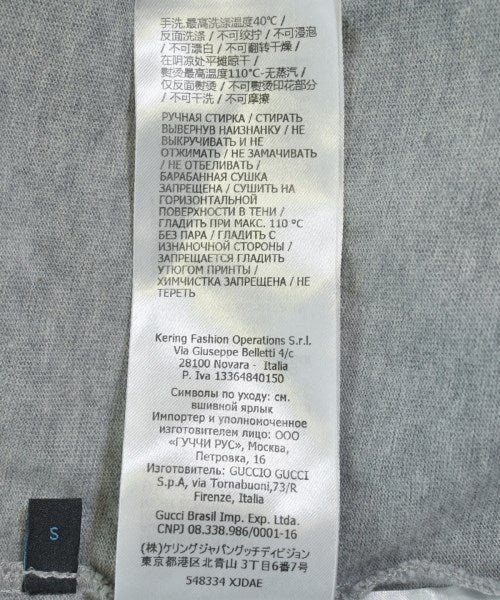 手洗,最高洗涤温度40℃/
反面洗涤 / 不可绞拧 / 不可浸泡
/ 不可漂白 / 不可翻转干燥 /
在阴凉处平摊晾干 /
熨烫最高温度110℃-无蒸汽 /
仅反面熨烫 / 不可熨烫印花部分
/ 不可干洗 / 不可摩擦
РУЧНАЯ СТИРКА / СТИРАТЬ
ВЫВЕРНУВ НАИЗНАНКУ / НЕ
ВЫКРУЧИВАТЬ И НЕ
ОТЖИМАТЬ / НЕ ЗАМАЧИВАТЬ
/ НЕ ОТБЕЛИВАТЬ /
БАРАБАННАЯ СУШКА
ЗАПРЕЩЕНА / СУШИТЬ НА
ГОРИЗОНТАЛЬНОЙ
ПОВЕРХНОСТИ В ТЕНИ /
ГЛАДИТЬ ПРИ МАКС. 110 °C
БЕЗ ПАРА / ГЛАДИТЬ С
ИЗНАНОЧНОЙ СТОРОНЫ /
ЗАПРЕЩАЕТСЯ ГЛАДИТЬ
УТЮГОМ ПРИНТЫ /
ХИМЧИСТКА ЗАПРЕЩЕНА / НЕ
ТЕРЕТЬ
Kering Fashion Operations S.r.l.
Via Giuseppe Belletti 4/c
28100 Novara - Italia
P. Iva 13364840150
Символы по уходу: см.
вшивной ярлык
Импортер и уполномоченное
изготовителем лицо: ООО
«ГУЧЧИ РУС», Москва,
Петровка, 16
Изготовитель: GUCCIO GUCCI
S.p.A, via Tornabuoni,73/R
Firenze, Italia
Gucci Brasil Imp. Exp. Ltda.
CNPJ 08.338.986/0001-16
(株)ケリングジャパングッチディビジョン
東京都港区北青山3丁目6番7号
548334 XJDAE
S